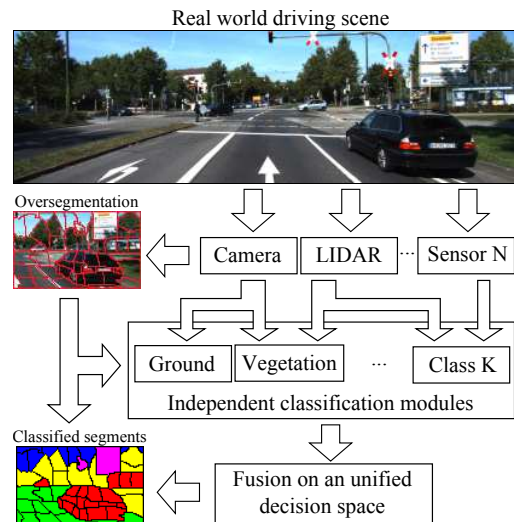 Real world driving scene
Oversegmentation
Camera
LIDAR
...
Sensor N
Ground
Vegetation
...
Class K
Independent classification modules
Classified segments
Fusion on an unified
decision space